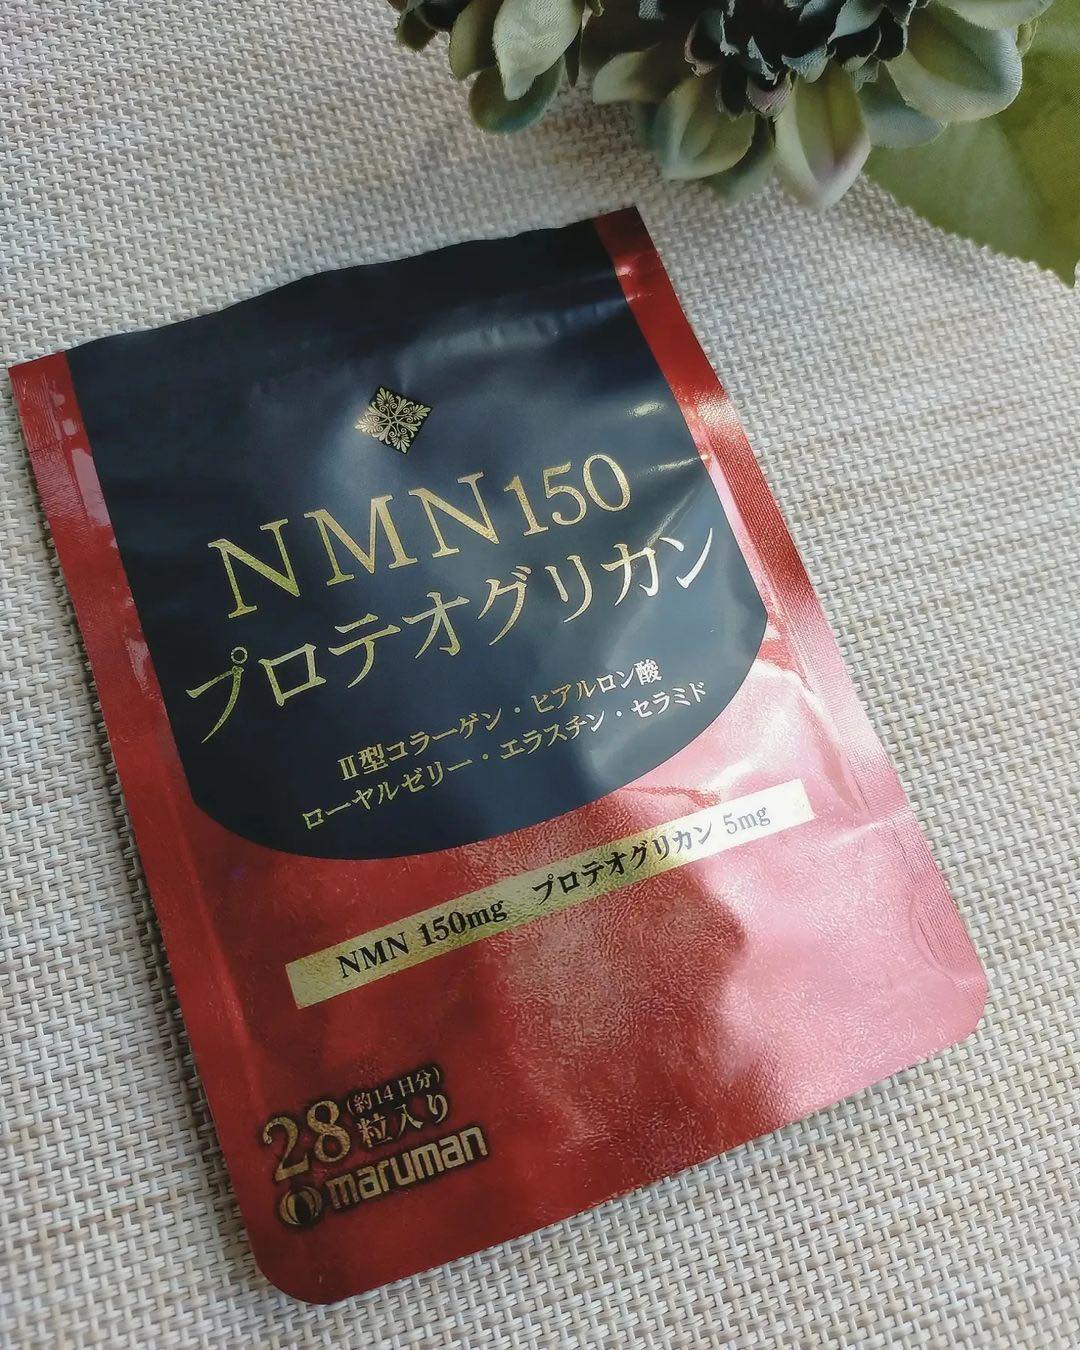 NMN150
プロテオグリカン
Ⅱ型コラーゲン・ヒアルロン酸
ローヤルゼリー・エラスチン・セラミド
NMN 150mg プロテオグリカン 5mg
28粒入り
(約14日分)
maruman